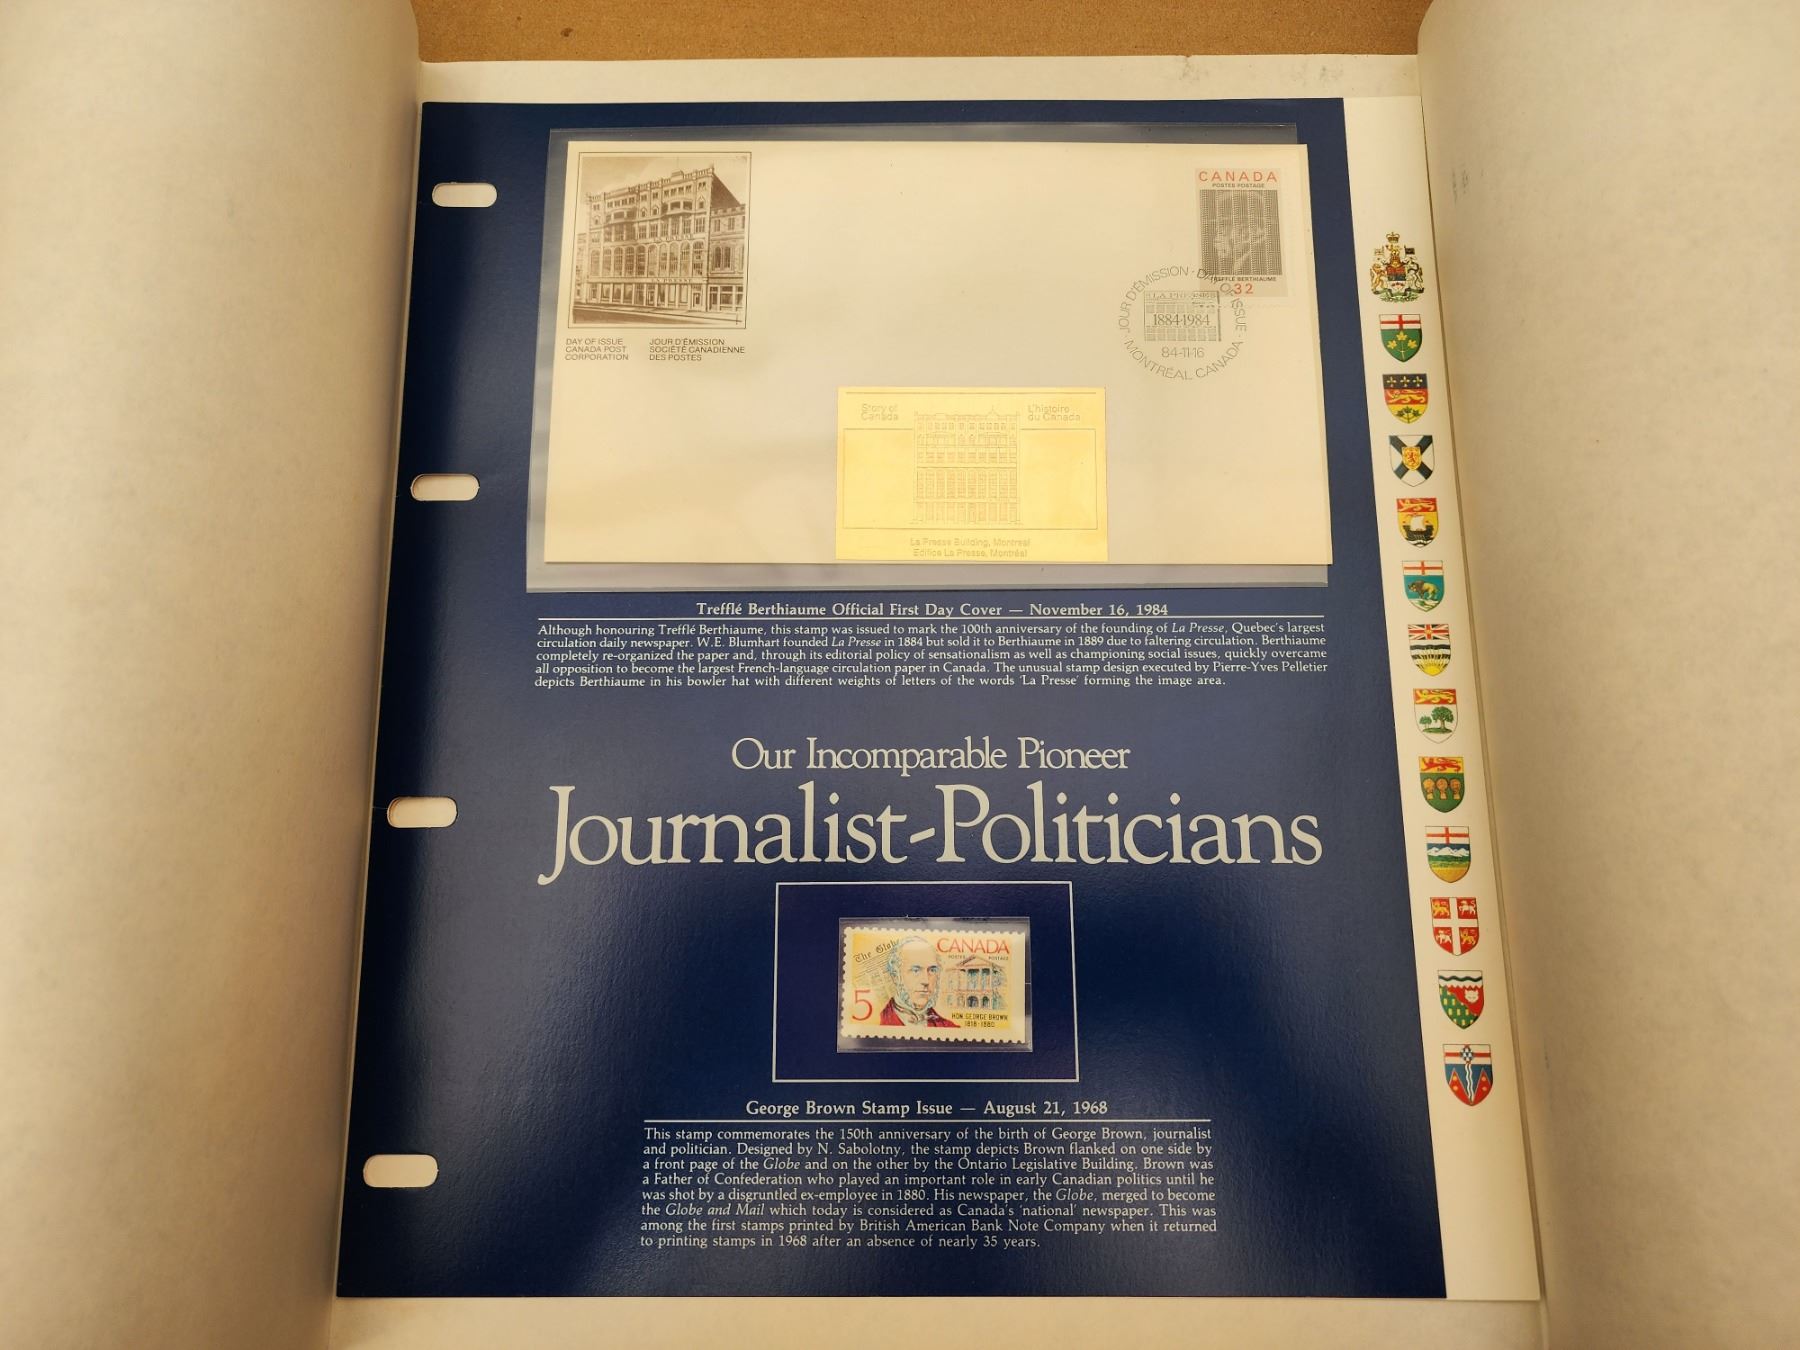 CANADA
POSTES POSTAGE
TREFFLÉ BERTHIAUME
32
JOUR D'ÉMISSION · DAY OF ISSUE
LA PRESSE
1884-1984
84-11-16
MONTRÉAL CANADA
LA PRESSE
DAY OF ISSUE
CANADA POST
CORPORATION
JOUR D'ÉMISSION
SOCIÉTÉ CANADIENNE
DES POSTES
Story of
Canada
L'histoire
du Canada
La Presse Building, Montreal
Edifice La Presse, Montréal
Trefflé Berthiaume Official First Day Cover — November 16, 1984
Although honouring Trefflé Berthiaume, this stamp was issued to mark the 100th anniversary of the founding of La Presse, Quebec's largest
circulation daily newspaper. W.E. Blumhart founded La Presse in 1884 but sold it to Berthiaume in 1889 due to faltering circulation. Berthiaume
completely re-organized the paper and, through its editorial policy of sensationalism as well as championing social issues, quickly overcame
all opposition to become the largest French-language circulation paper in Canada. The unusual stamp design executed by Pierre-Yves Pelletier
depicts Berthiaume in his bowler hat with different weights of letters of the words 'La Presse' forming the image area.
Our Incomparable Pioneer
Journalist-Politicians
The Globe
CANADA
POSTES POSTAGE
5
HON. GEORGE BROWN
1818-1880
George Brown Stamp Issue — August 21, 1968
This stamp commemorates the 150th anniversary of the birth of George Brown, journalist
and politician. Designed by N. Sabolotny, the stamp depicts Brown flanked on one side by
a front page of the Globe and on the other by the Ontario Legislative Building. Brown was
a Father of Confederation who played an important role in early Canadian politics until he
was shot by a disgruntled ex-employee in 1880. His newspaper, the Globe, merged to become
the Globe and Mail which today is considered as Canada's 'national' newspaper. This was
among the first stamps printed by British American Bank Note Company when it returned
to printing stamps in 1968 after an absence of nearly 35 years.